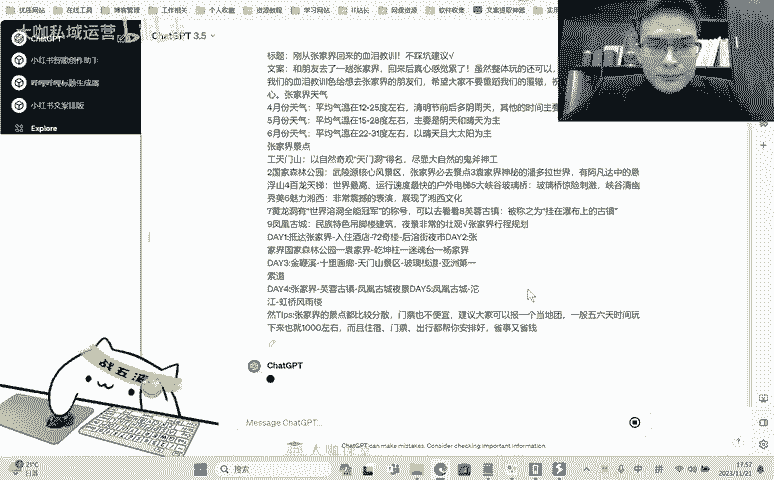 优质网站 在线工具 博客管理 工作相关 个人收藏 资源教程 学习网站 IT站长 网盘资源 软件收集 文案提取神器
大咖私域运营
ChatGPT
ChatGPT 3.5
小红书
标题生成器
小红书文案排版
Explore
标题：刚从张家界回来的血泪教训！不踩坑建议√
文案：和朋友去了一趟张家界，回来后真心感觉累了！虽然整体玩的还可以，
我们的血泪教训色给想去张家界的朋友们，希望大家不要重蹈我们的覆辙，
心。张家界天气
4月份天气：平均气温在12-25度左右，清明节前后多阴雨天，其他的时间主
5月份天气：平均气温在15-28度左右，主要是阴天和晴天为主
6月份天气：平均气温在22-31度左右，以晴天且大太阳为主
张家界景点
工天门山：以自然奇观“天门洞”得名，尽显大自然的鬼斧神工
2国家森林公园：武陵源核心风景区，张家界必去景点3袁家界神秘的潘多拉世界，有阿凡达中的悬
浮山4百龙天梯：世界最高，运行速度最快的户外电梯5大峡谷玻璃桥：玻璃桥惊险刺激，峡谷清幽
秀美6魅力湘西：非常震撼的表演，展现了湘西文化
7黄龙洞有“世界溶洞全能冠军”的称号，可以去看看8芙蓉古镇：被称之为“挂在瀑布上的古镇”
9凤凰古城：民族特色吊脚楼建筑，夜景非常的壮观√张家界行程规划
DAY1:抵达张家界-入住酒店-72奇楼-后溶街夜市DAY2:张
家界国家森林公园一袁家界-乾坤柱一迷魂台一杨家界
DAY3:金鞭溪-十里画廊-天门山景区-玻璃栈道-亚洲第一
索道
DAY4:张家界-芙蓉古镇-凤凰古城夜景DAY5:凤凰古城-沱
江-虹桥风雨楼
然Tips:张家界的景点都比较分散，门票也不便宜，建议大家可以报一个当地团，一般五六天时间玩
下来也就1000左右，而且住宿、门票、出行都帮你安排好，省事又省钱
ChatGPT
战五渣
Message ChatGPT...
大咖课堂
ChatGPT can make mistakes. Consider checking important information.
21°C
搜索
中
拼
17:57
2023/11/21